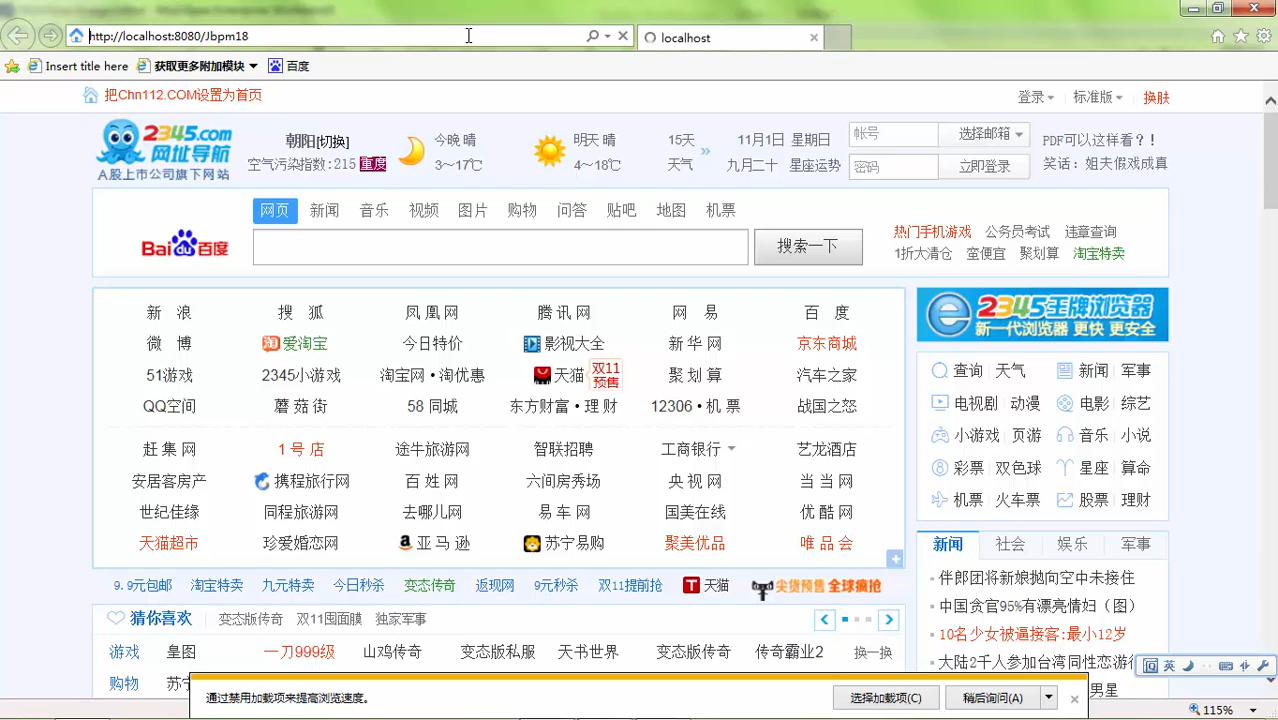 http://localhost:8080/Jbpm18
localhost
Insert title here 获取更多附加模块 百度
把Chn112.COM设置为首页 登录 标准版 换肤
2345.com
网址导航
A股上市公司旗下网站
朝阳[切换]
空气污染指数:215 重度
今晚 晴
3~17℃
明天 晴
4~18℃
15天
天气 »
11月1日 星期日
九月二十 星座运势
帐号 选择邮箱
密码 立即登录
PDF可以这样看？!
笑话：姐夫假戏成真
网页 新闻 音乐 视频 图片 购物 问答 贴吧 地图 机票
Bai du 百度 搜索一下
热门手机游戏 公务员考试 违章查询
1折大清仓 蛮便宜 聚划算 淘宝特卖
新 浪 搜 狐 凤凰网 腾讯网 网 易 百 度
微 博 爱淘宝 今日特价 影视大全 新华网 京东商城
51游戏 2345小游戏 淘宝网•淘优惠 天猫 双11预售 聚划算 汽车之家
QQ空间 蘑菇街 58同城 东方财富•理财 12306•机票 战国之怒
赶集网 1号店 途牛旅游网 智联招聘 工商银行 艺龙酒店
安居客房产 携程旅行网 百姓网 六间房秀场 央视网 当当网
世纪佳缘 同程旅游网 去哪儿网 易车网 国美在线 优酷网
天猫超市 珍爱婚恋网 亚马逊 苏宁易购 聚美优品 唯品会
9.9元包邮 淘宝特卖 九元特卖 今日秒杀 变态传奇 返现网 9元秒杀 双11提前抢 T 天猫 尖货预售 全球疯抢
猜你喜欢 变态版传奇 双11囤面膜 独家军事
游戏 皇图 一刀999级 山鸡传奇 变态版私服 天书世界 变态版传奇 传奇霸业2 换一换
购物 苏宁
2345王牌浏览器
新一代浏览器 更快 更安全
查询 天气 新闻 军事
电视剧 动漫 电影 综艺
小游戏 页游 音乐 小说
彩票 双色球 星座 算命
机票 火车票 股票 理财
新闻 社会 娱乐 军事
伴郎团将新娘抛向空中未接住
中国贪官95%有漂亮情妇（图）
10名少女被逼接客:最小12岁
大陆2千人参加台湾同性恋游行
男星
英
通过禁用加载项来提高浏览速度。 选择加载项(C) 稍后询问(A)
115%